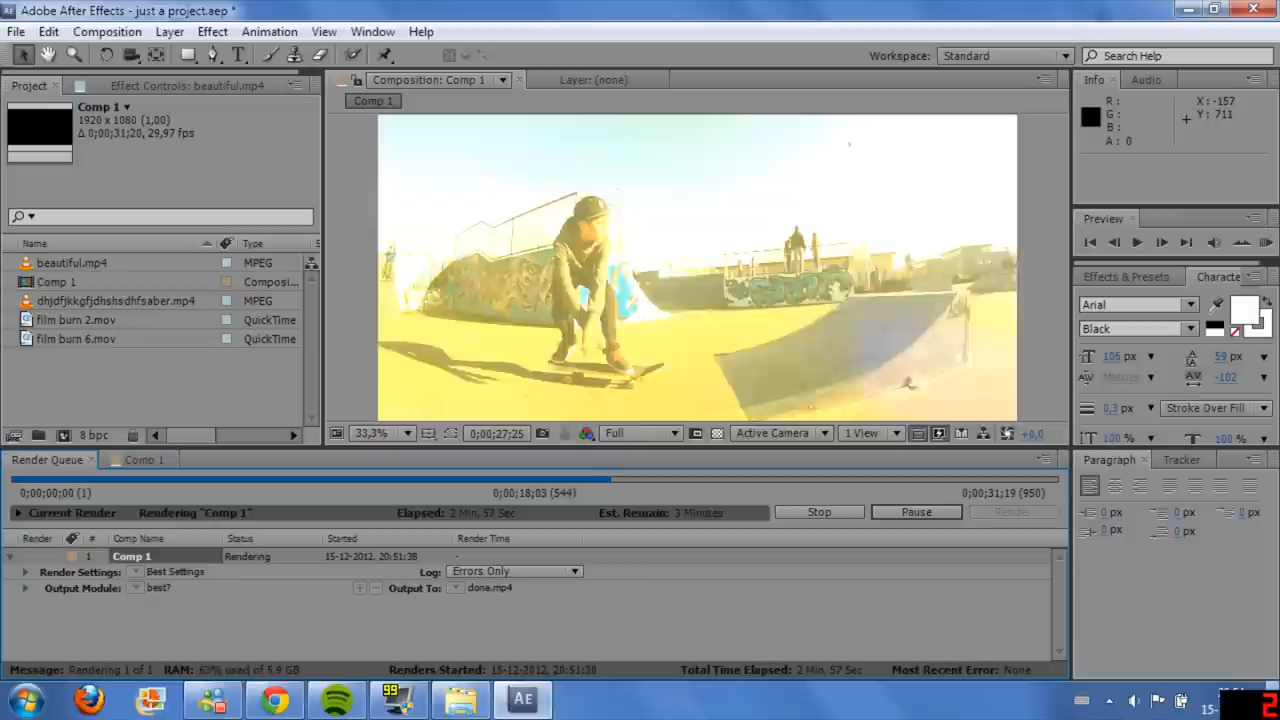 Adobe After Effects - just a project.aep *
File Edit Composition Layer Effect Animation View Window Help
Workspace: Standard Search Help
Project Effect Controls: beautiful.mp4
Composition: Comp 1 Layer: (none)
Info Audio
Comp 1
1920 x 1080 (1,00)
Δ 0;00;31;20, 29,97 fps
Comp 1
R :
G :
B :
A : 0
X : -157
Y : 711
Preview
Name Type S
beautiful.mp4 MPEG
Comp 1 Composi...
dhjdfjkkgfjdhshsdhfsaber.mp4 MPEG
film burn 2.mov QuickTime
film burn 6.mov QuickTime
Effects & Presets Characte
Arial
Black
106 px 59 px
Metrics -102
0,3 px Stroke Over Fill
100 % 100 %
8 bpc
33,3% 0;00;27;25 Full Active Camera 1 View +0,0
Render Queue Comp 1
Paragraph Tracker
0 px 0 px 0 px
0 px 0 px
0;00;00;00 (1) 0;00;18;03 (544) 0;00;31;19 (950)
Current Render Rendering "Comp 1" Elapsed: 2 Min, 57 Sec Est. Remain: 3 Minutes Stop Pause Render
Render # Comp Name Status Started Render Time
1 Comp 1 Rendering 15-12-2012, 20:51:38 -
Render Settings: Best Settings Log: Errors Only
Output Module: best? Output To: done.mp4
Message: Rendering 1 of 1 RAM: used of 5,9 GB Renders Started: 15-12-2012, 20:51:38 Total Time Elapsed: 2 Min, 57 Sec Most Recent Error: None
99
Ae
15-
2